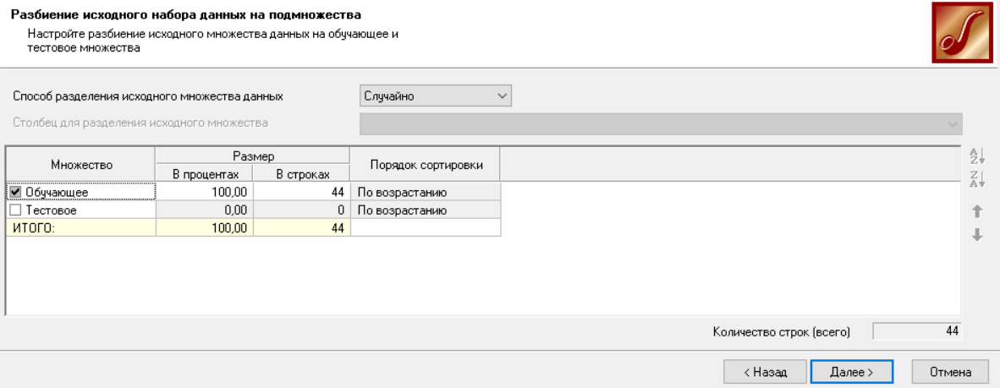 Разбиение исходного набора данных на подмножества
Настройте разбиение исходного множества данных на обучающее и
тестовое множества
Способ разделения исходного множества данных Случайно
Столбец для разделения исходного множества
Множество Размер Порядок сортировки
В процентах В строках
Обучающее 100,00 44 По возрастанию
Тестовое 0,00 0 По возрастанию
ИТОГО: 100,00 44
Количество строк (всего) 44
< Назад Далее > Отмена